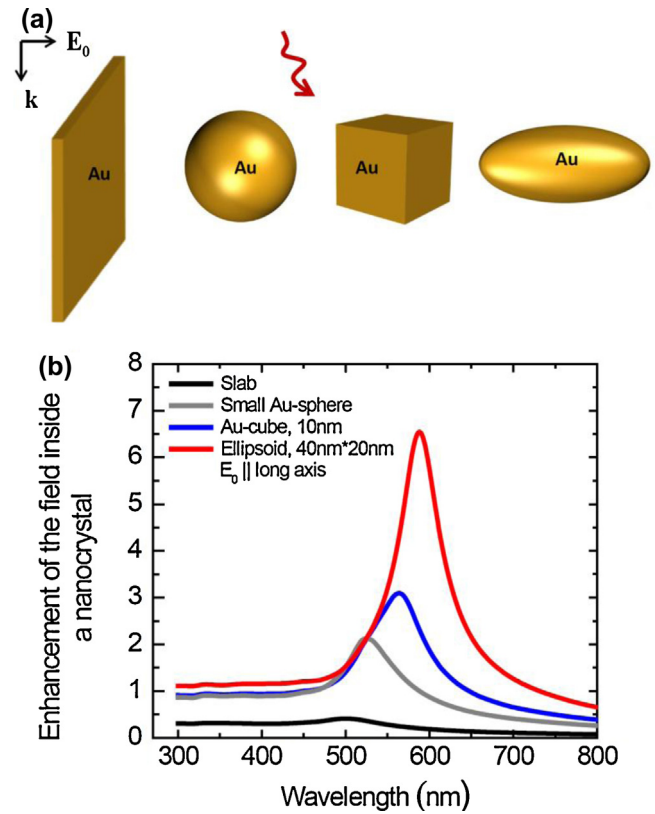 (a)
E0
k
Au
Au
Au
Au
(b)
8
7
6
5
4
3
2
1
0
Slab
Small Au-sphere
Au-cube, 10nm
Ellipsoid, 40nm*20nm
E0 || long axis
Enhancement of the field inside
a nanocrystal
300 400 500 600 700 800
Wavelength (nm)